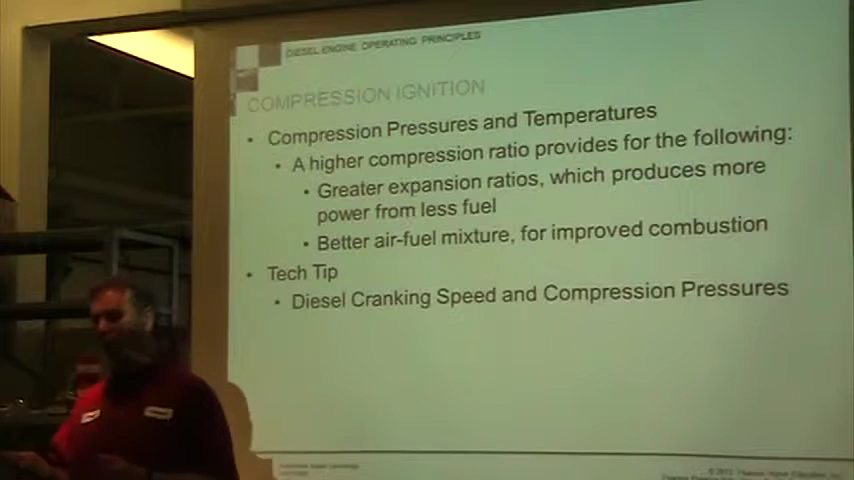 DIESEL ENGINE OPERATING PRINCIPLES
COMPRESSION IGNITION
• Compression Pressures and Temperatures
• A higher compression ratio provides for the following:
• Greater expansion ratios, which produces more
power from less fuel
• Better air-fuel mixture, for improved combustion
• Tech Tip
• Diesel Cranking Speed and Compression Pressures